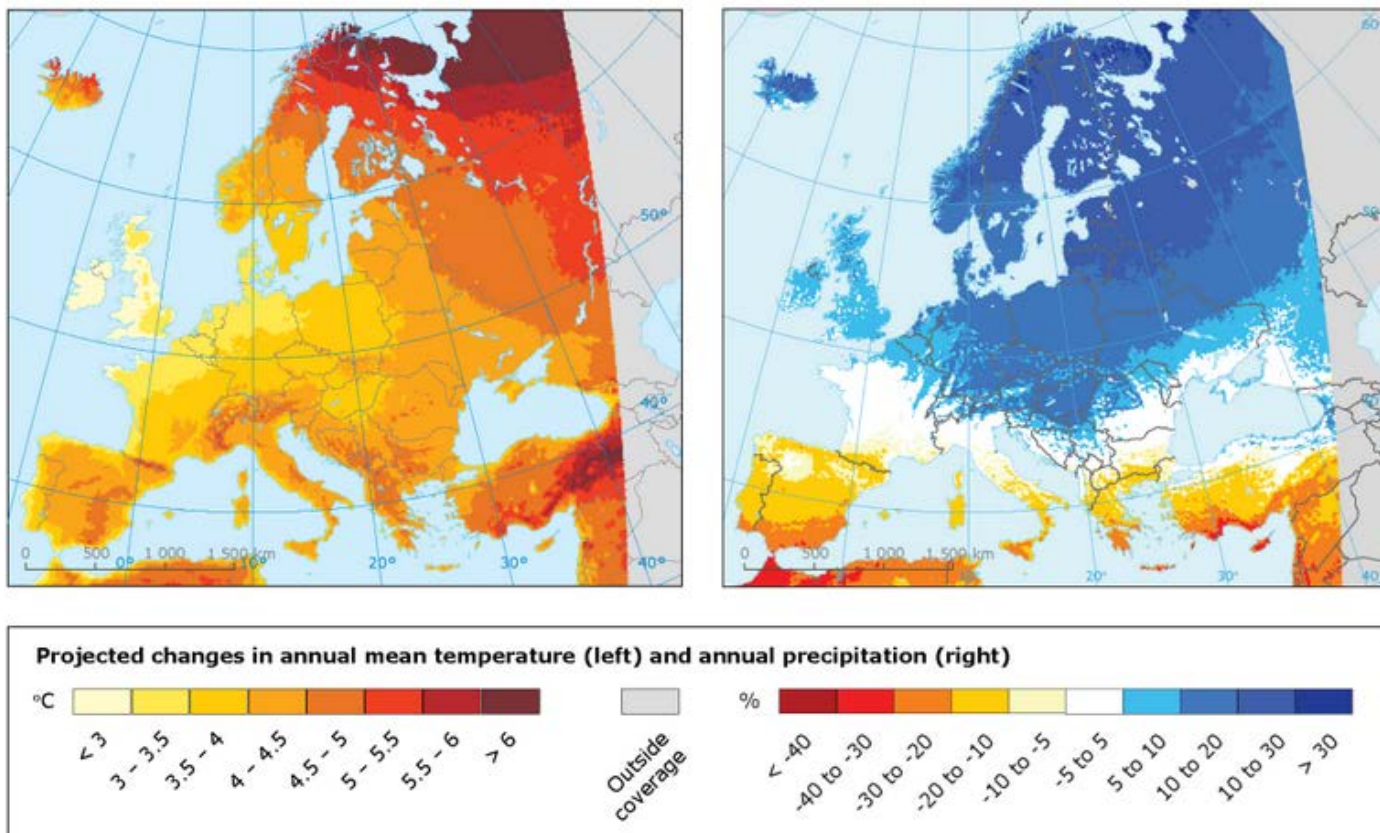 50°
40°
0 500 1 000 1 500 km
0° 10° 20° 30° 40°
60°
50°
40°
0 500 1 000 1 500 km
20° 30° 40°
Projected changes in annual mean temperature (left) and annual precipitation (right)
°C
< 3
3 – 3.5
3.5 – 4
4 – 4.5
4.5 – 5
5 – 5.5
5.5 – 6
> 6
Outside
coverage
%
< -40
-40 to -30
-30 to -20
-20 to -10
-10 to -5
-5 to 5
5 to 10
10 to 20
10 to 30
> 30